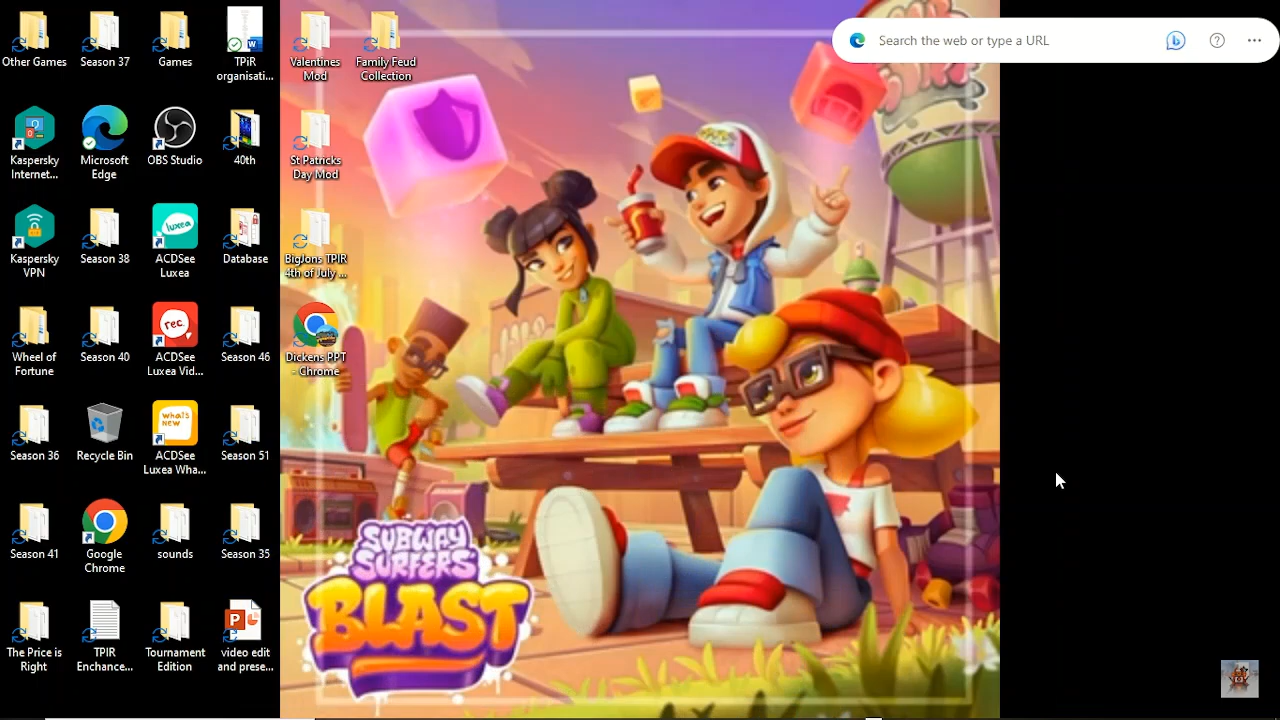 Other Games
Season 37
Games
TPiR
organisati...
Valentines
Mod
Family Feud
Collection
Search the web or type a URL
Kaspersky
Internet...
Microsoft
Edge
OBS Studio
40th
St Patricks
Day Mod
Kaspersky
VPN
Season 38
luxea
ACDSee
Luxea
Database
BigJons TPIR
4th of July ...
Wheel of
Fortune
Season 40
rec.
ACDSee
Luxea Vid...
Season 46
Dickens PPT
- Chrome
Season 36
Recycle Bin
whats
new
ACDSee
Luxea Wha...
Season 51
Season 41
Google
Chrome
sounds
Season 35
The Price is
Right
TPIR
Enchance...
Tournament
Edition
video edit
and prese...
SUBWAY
SURFERS
BLAST